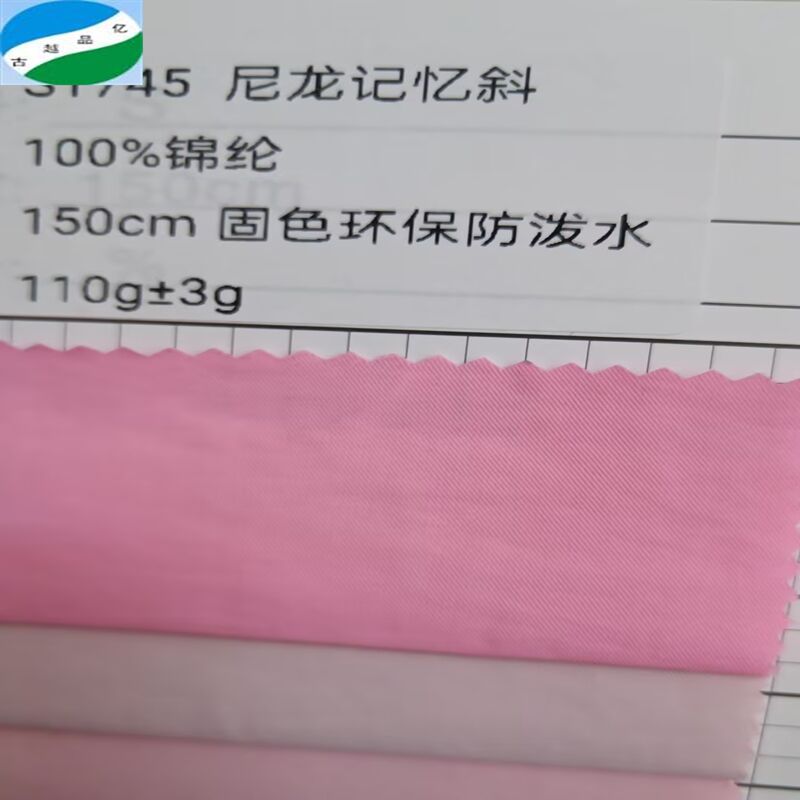 古越品亿
S1745 尼龙记忆斜
100%锦纶
150cm 固色环保防泼水
110g±3g